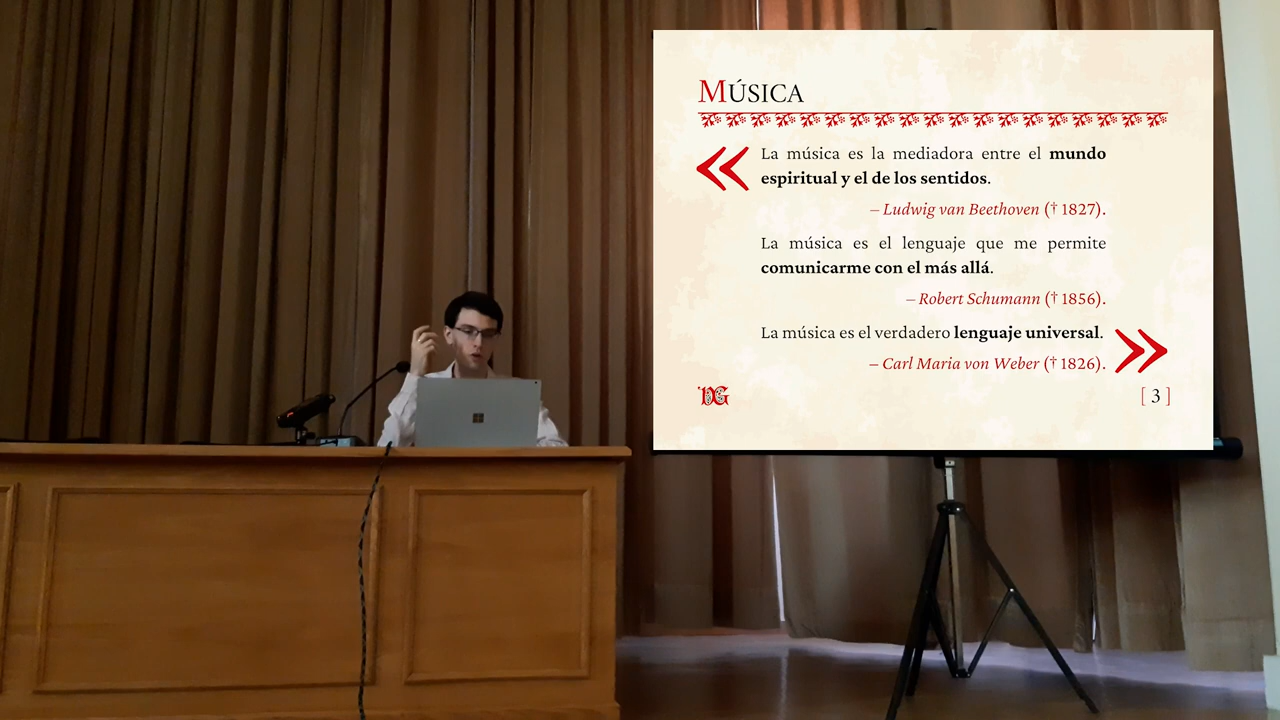 MÚSICA
« La música es la mediadora entre el mundo
espiritual y el de los sentidos.
– Ludwig van Beethoven († 1827).
La música es el lenguaje que me permite
comunicarme con el más allá.
– Robert Schumann († 1856).
La música es el verdadero lenguaje universal. »
– Carl Maria von Weber († 1826).
DG
[ 3 ]